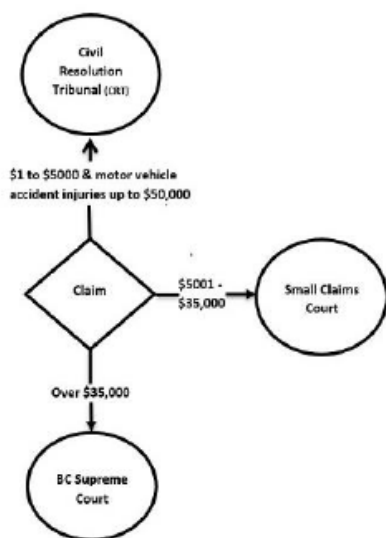 Civil
Resolution
Tribunal (CRT)
$1 to $5000 & motor vehicle
accident injuries up to $50,000
Claim
$5001 -
$35,000
Small Claims
Court
Over $35,000
BC Supreme
Court